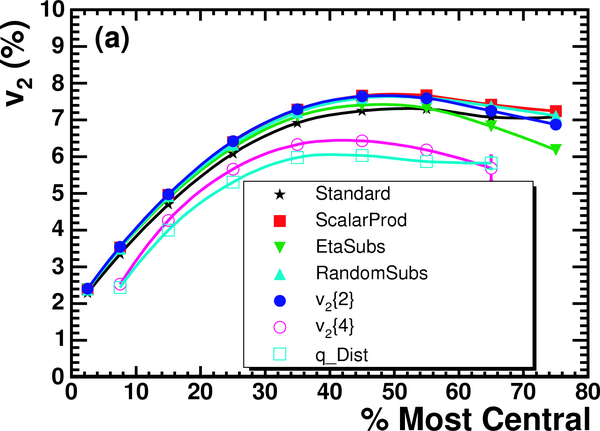 (a)
v2 (%)
10
9
8
7
6
5
4
3
2
1
0
Standard
ScalarProd
EtaSubs
RandomSubs
v2{2}
v2{4}
q_Dist
0 10 20 30 40 50 60 70 80
% Most Central